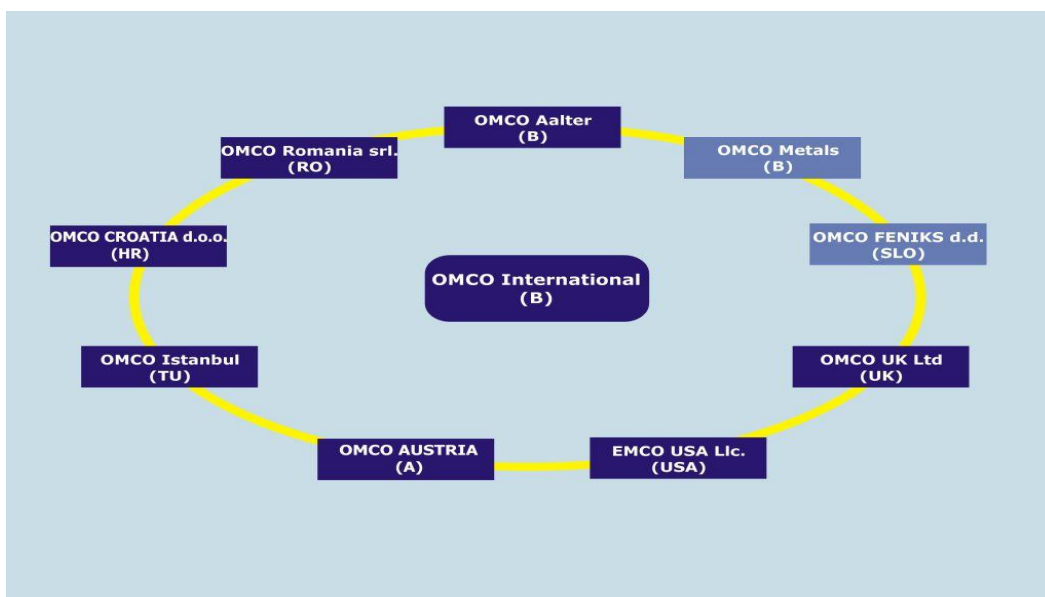 OMCO Aalter
(B)
OMCO Romania srl.
(RO)
OMCO Metals
(B)
OMCO CROATIA d.o.o.
(HR)
OMCO FENIKS d.d.
(SLO)
OMCO International
(B)
OMCO Istanbul
(TU)
OMCO UK Ltd
(UK)
OMCO AUSTRIA
(A)
EMCO USA Llc.
(USA)